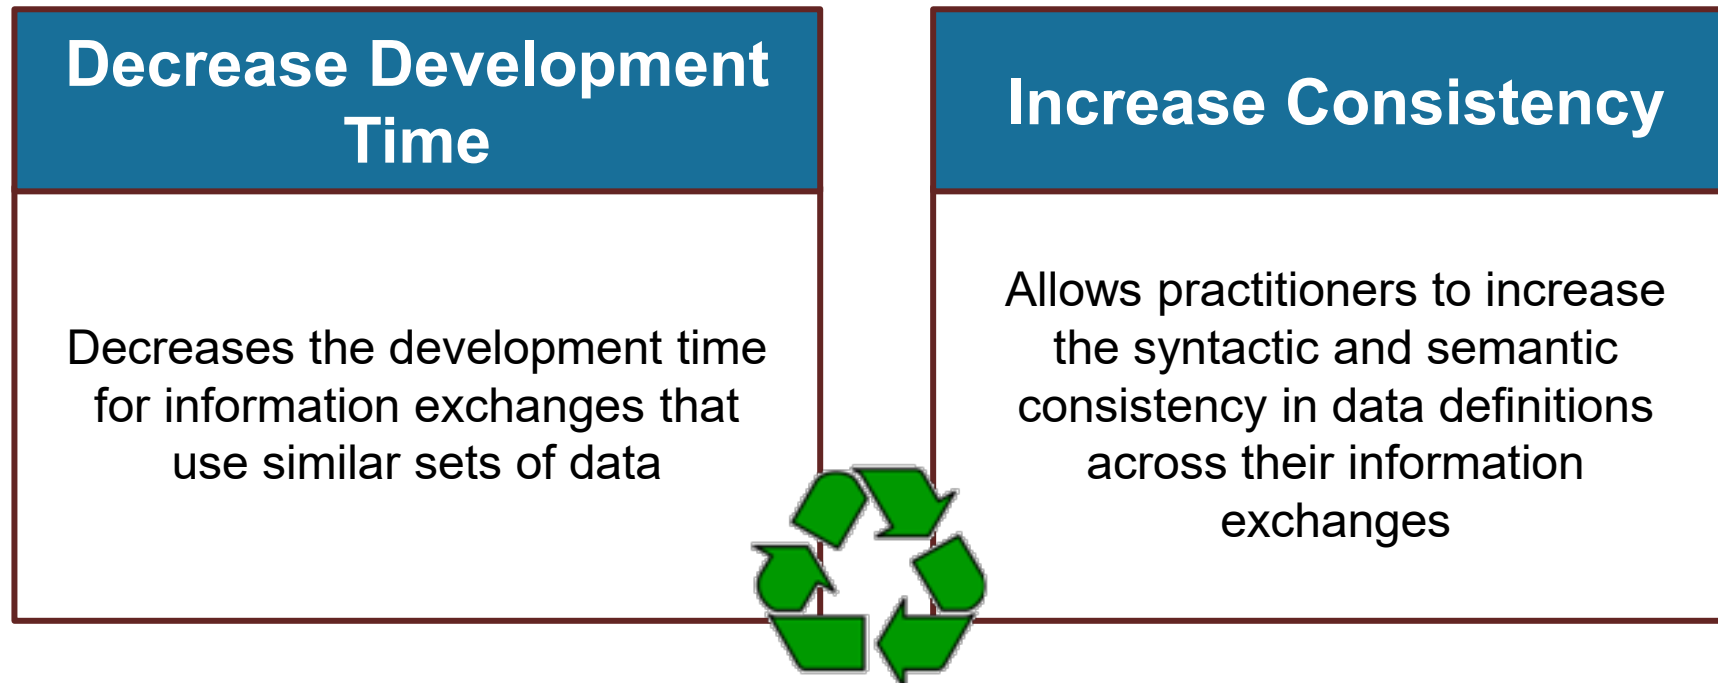 Decrease Development
Time
Decreases the development time
for information exchanges that
use similar sets of data
Increase Consistency
Allows practitioners to increase
the syntactic and semantic
consistency in data definitions
across their information
exchanges